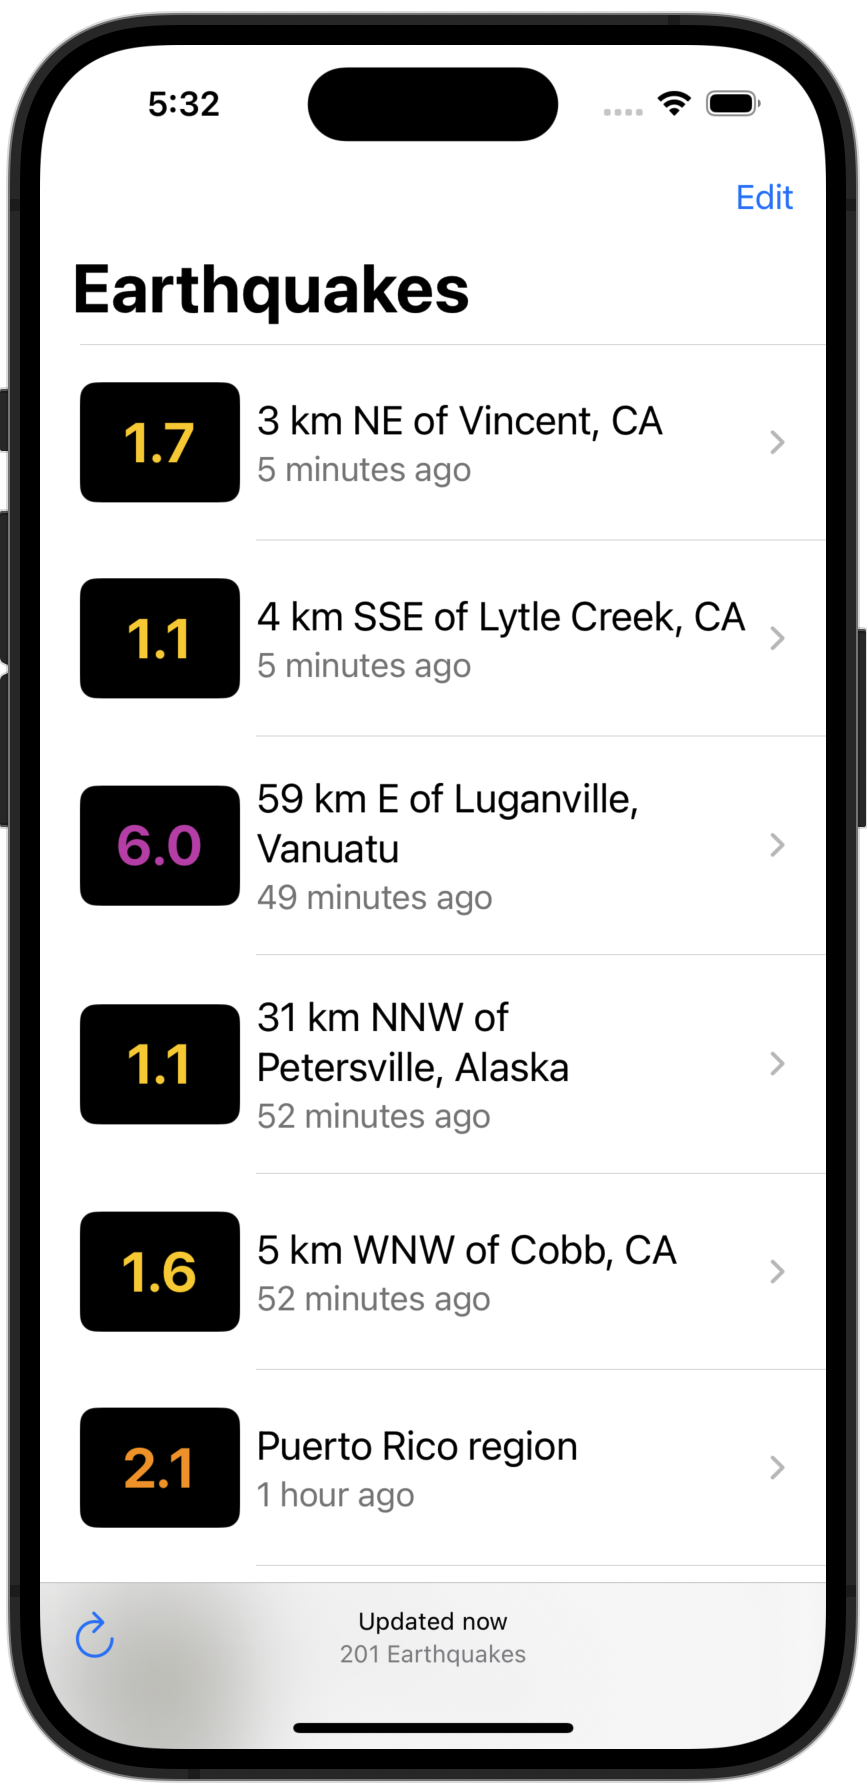 5:32
Edit
Earthquakes
1.7
3 km NE of Vincent, CA
5 minutes ago
1.1
4 km SSE of Lytle Creek, CA
5 minutes ago
6.0
59 km E of Luganville,
Vanuatu
49 minutes ago
1.1
31 km NNW of
Petersville, Alaska
52 minutes ago
1.6
5 km WNW of Cobb, CA
52 minutes ago
2.1
Puerto Rico region
1 hour ago
Updated now
201 Earthquakes